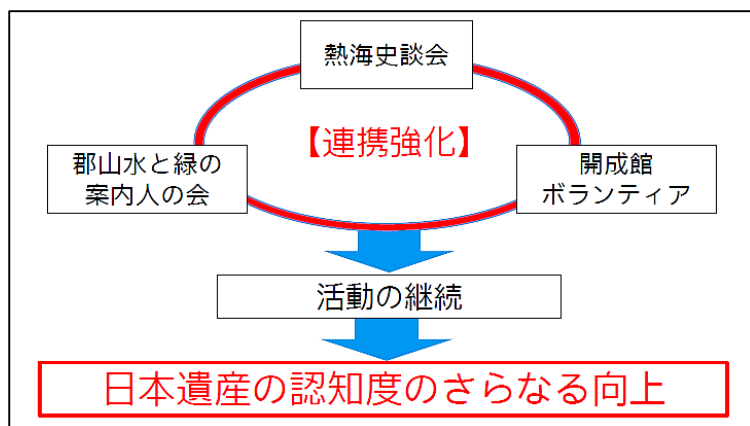 熱海史談会
【連携強化】
郡山水と緑の
案内人の会
開成館
ボランティア
活動の継続
日本遺産の認知度のさらなる向上